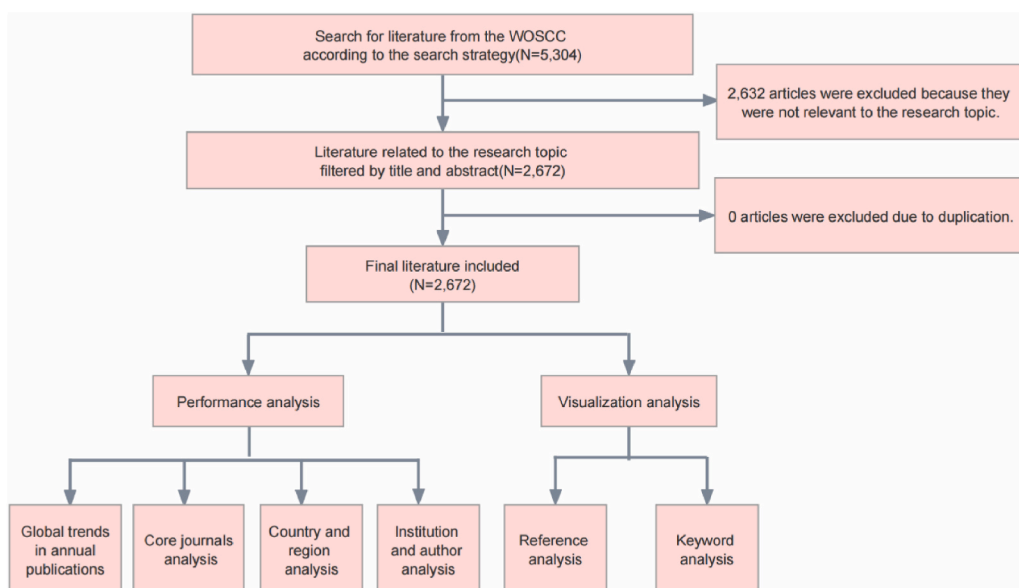 Search for literature from the WOSCC
according to the search strategy(N=5,304)
2,632 articles were excluded because they
were not relevant to the research topic.
Literature related to the research topic
filtered by title and abstract(N=2,672)
0 articles were excluded due to duplication.
Final literature included
(N=2,672)
Performance analysis
Visualization analysis
Global trends
in annual
publications
Core journals
analysis
Country and
region
analysis
Institution
and author
analysis
Reference
analysis
Keyword
analysis